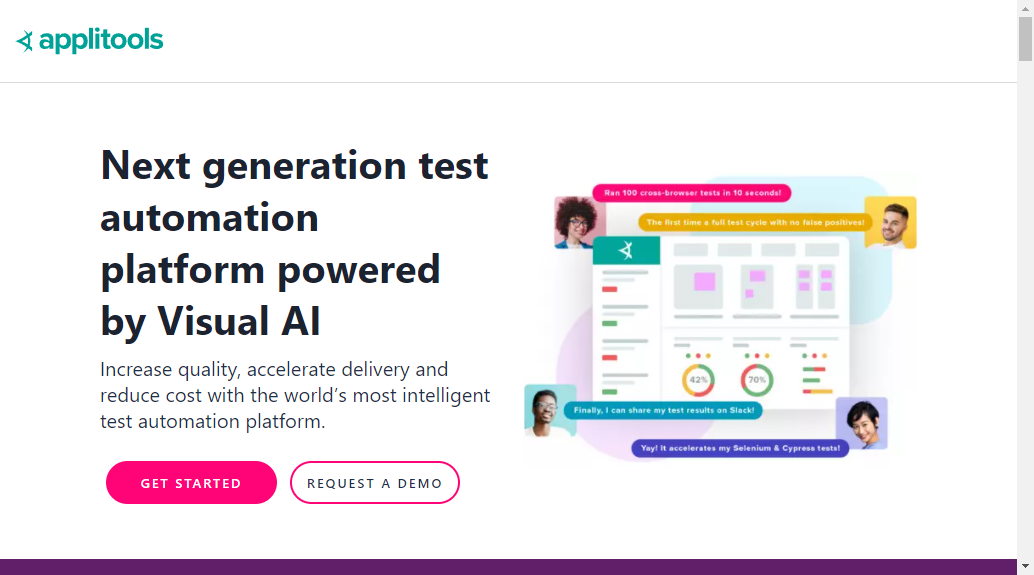 applitools
Next generation test
automation
platform powered
by Visual AI
Increase quality, accelerate delivery and
reduce cost with the world’s most intelligent
test automation platform.
GET STARTED
REQUEST A DEMO
Ran 100 cross-browser tests in 10 seconds!
The first time a full test cycle with no false positives!
42%
70%
Finally, I can share my test results on Slack!
Yay! It accelerates my Selenium & Cypress tests!